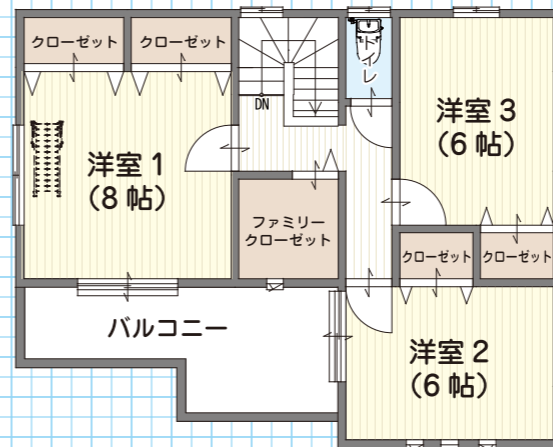 クローゼット
クローゼット
トイレ
DN
洋室1
(8帖)
洋室3
(6帖)
ファミリー
クローゼット
クローゼット
クローゼット
バルコニー
洋室2
(6帖)